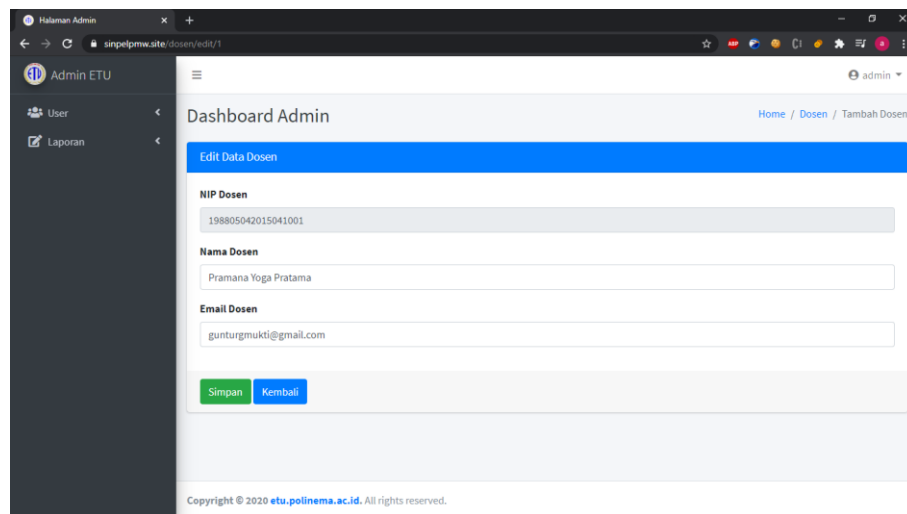 Halaman Admin
sinpelpmw.site/dosen/edit/1
ABP
a
Admin ETU
admin
User
Laporan
Dashboard Admin
Home / Dosen / Tambah Dosen
Edit Data Dosen
NIP Dosen
198805042015041001
Nama Dosen
Pramana Yoga Pratama
Email Dosen
gunturgmukti@gmail.com
Simpan Kembali
Copyright © 2020 etu.polinema.ac.id. All rights reserved.